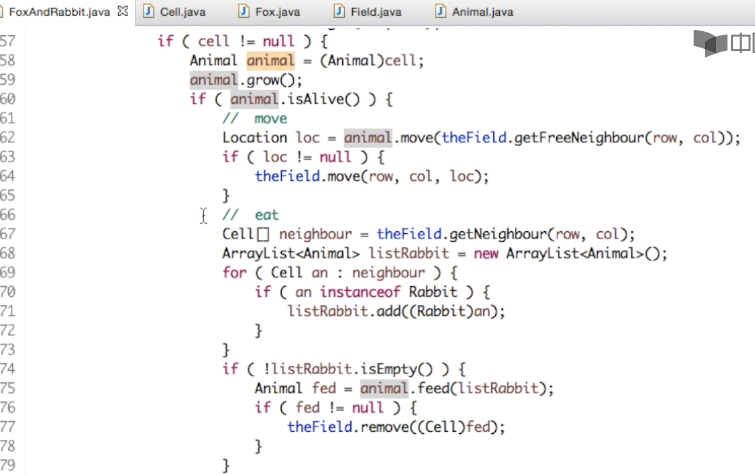 FoxAndRabbit.java Cell.java Fox.java Field.java Animal.java
57 if ( cell != null ) {
58 Animal animal = (Animal)cell;
59 animal.grow();
60 if ( animal.isAlive() ) {
61 // move
62 Location loc = animal.move(theField.getFreeNeighbour(row, col));
63 if ( loc != null ) {
64 theField.move(row, col, loc);
65 }
66 // eat
67 Cell[] neighbour = theField.getNeighbour(row, col);
68 ArrayList<Animal> listRabbit = new ArrayList<Animal>();
69 for ( Cell an : neighbour ) {
70 if ( an instanceof Rabbit ) {
71 listRabbit.add((Rabbit)an);
72 }
73 }
74 if ( !listRabbit.isEmpty() ) {
75 Animal fed = animal.feed(listRabbit);
76 if ( fed != null ) {
77 theField.remove((Cell)fed);
78 }
79 }